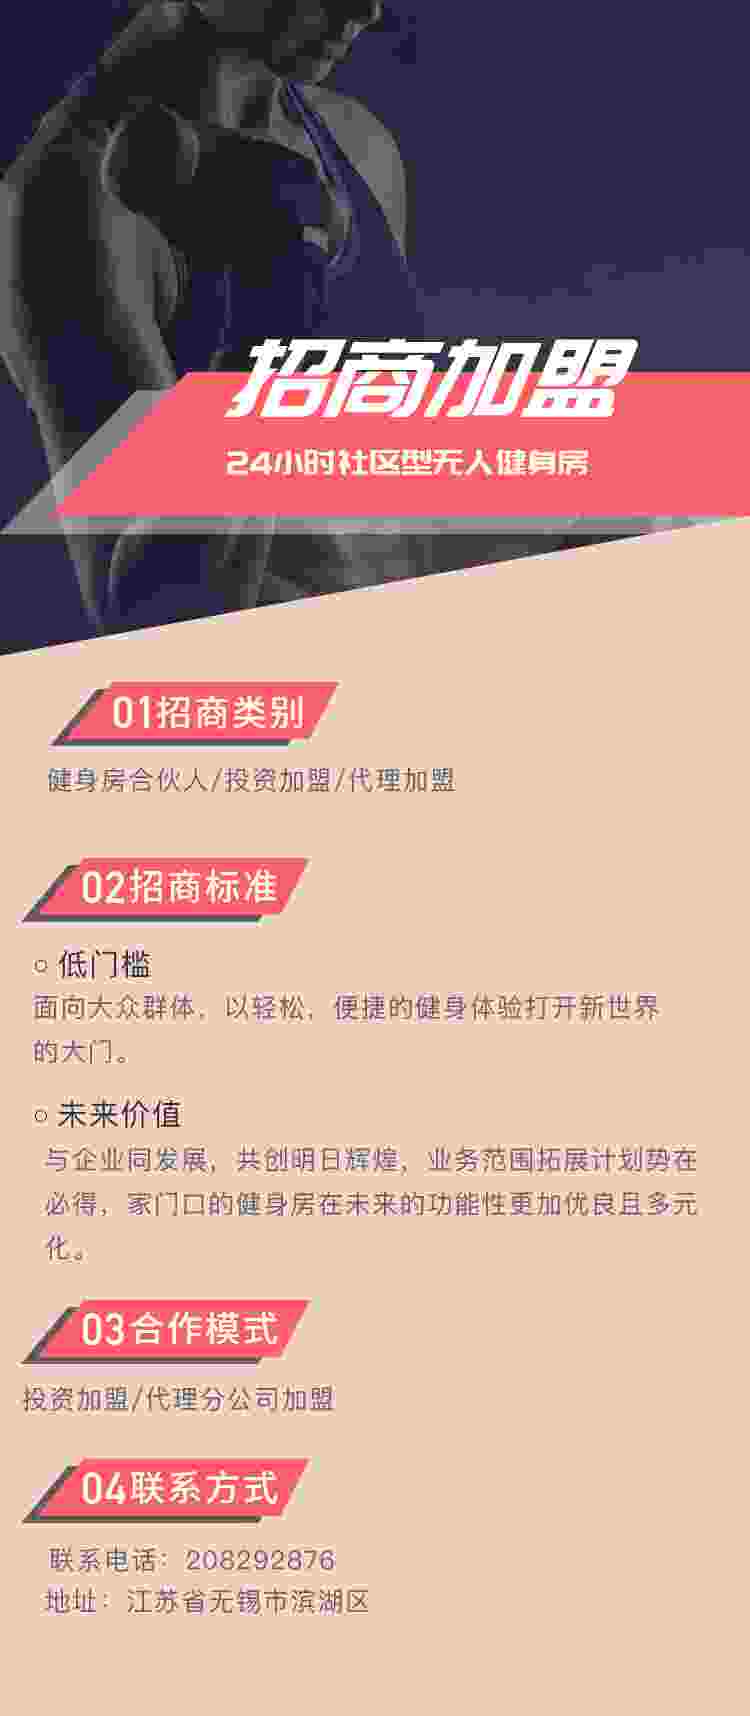 招商加盟
24小时社区型无人健身房
01招商类别
健身房合伙人/投资加盟/代理加盟
02招商标准
○ 低门槛
面向大众群体，以轻松，便捷的健身体验打开新世界
的大门。
○ 未来价值
与企业同发展，共创明日辉煌，业务范围拓展计划势在
必得，家门口的健身房在未来的功能性更加优良且多元
化。
03合作模式
投资加盟/代理分公司加盟
04联系方式
联系电话：208292876
地址：江苏省无锡市滨湖区